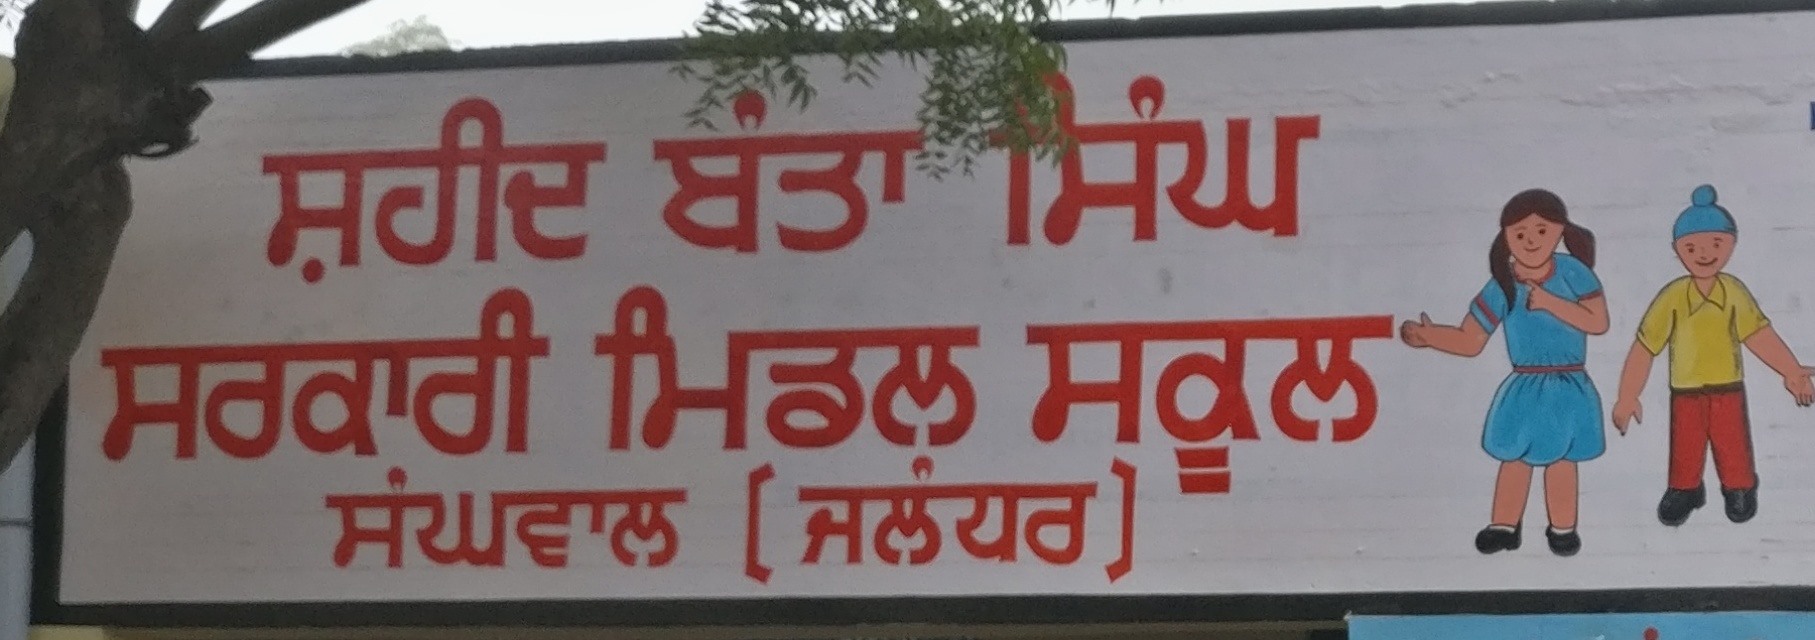 ਸ਼ਹੀਦ ਬੰਤਾ ਸਿੰਘ
ਸਰਕਾਰੀ ਮਿਡਲ ਸਕੂਲ
ਸੰਘਵਾਲ (ਜਲੰਧਰ)